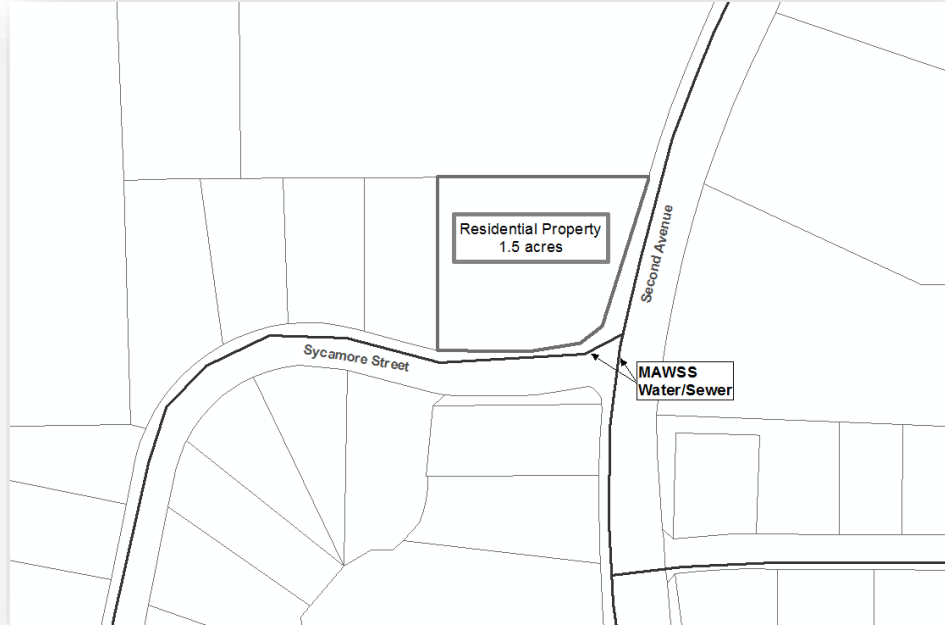 Residential Property
1.5 acres
Second Avenue
Sycamore Street
MAWSS
Water/Sewer